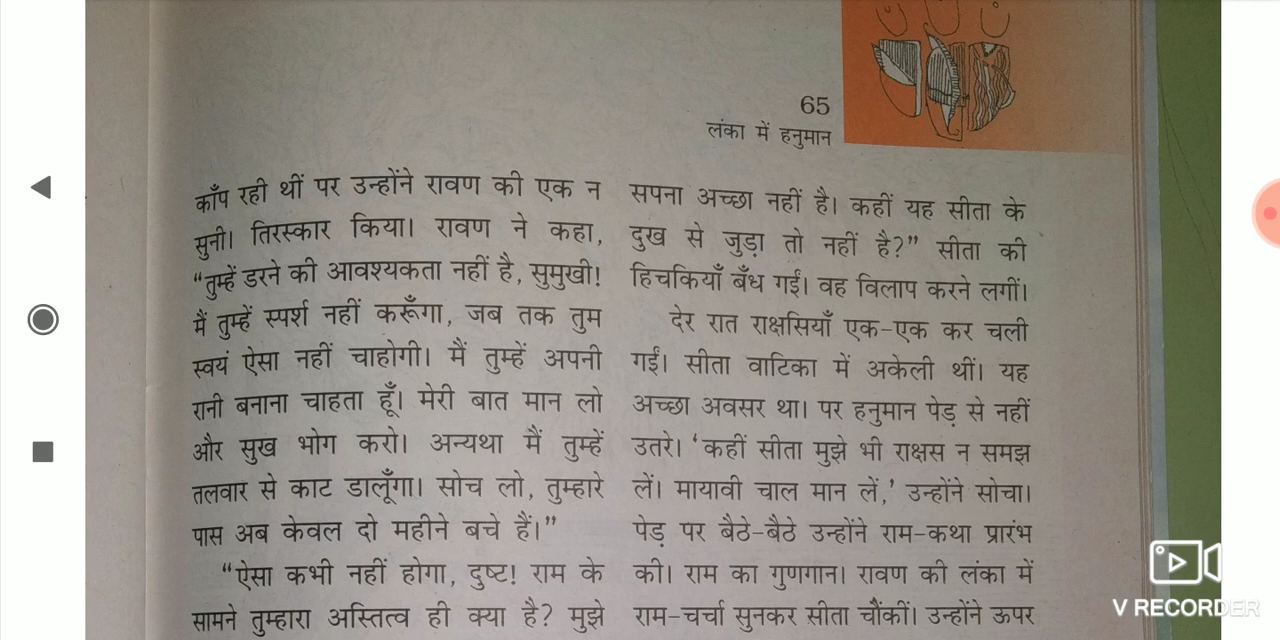 65
लंका में हनुमान
काँप रही थीं पर उन्होंने रावण की एक न
सुनी। तिरस्कार किया। रावण ने कहा,
“तुम्हें डरने की आवश्यकता नहीं है, सुमुखी!
मैं तुम्हें स्पर्श नहीं करूँगा, जब तक तुम
स्वयं ऐसा नहीं चाहोगी। मैं तुम्हें अपनी
रानी बनाना चाहता हूँ। मेरी बात मान लो
और सुख भोग करो। अन्यथा मैं तुम्हें
तलवार से काट डालूँगा। सोच लो, तुम्हारे
पास अब केवल दो महीने बचे हैं।”
“ऐसा कभी नहीं होगा, दुष्ट! राम के
सामने तुम्हारा अस्तित्व ही क्या है? मुझे
सपना अच्छा नहीं है। कहीं यह सीता के
दुख से जुड़ा तो नहीं है?” सीता की
हिचकियाँ बँध गईं। वह विलाप करने लगीं।
देर रात राक्षसियाँ एक-एक कर चली
गईं। सीता वाटिका में अकेली थीं। यह
अच्छा अवसर था। पर हनुमान पेड़ से नहीं
उतरे। ‘कहीं सीता मुझे भी राक्षस न समझ
लें। मायावी चाल मान लें,’ उन्होंने सोचा।
पेड़ पर बैठे-बैठे उन्होंने राम-कथा प्रारंभ
की। राम का गुणगान। रावण की लंका में
राम-चर्चा सुनकर सीता चौंकीं। उन्होंने ऊपर
V RECORDER